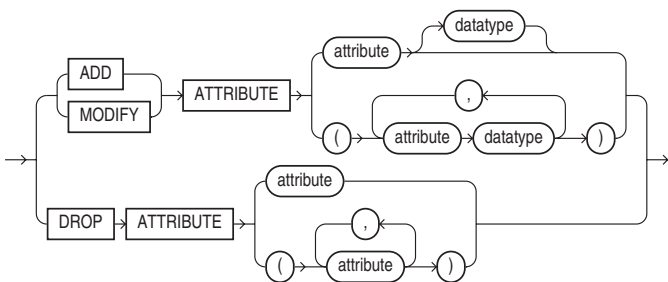 datatype
attribute
ADD
ATTRIBUTE
MODIFY
,
( attribute datatype )
attribute
DROP ATTRIBUTE
,
( attribute )